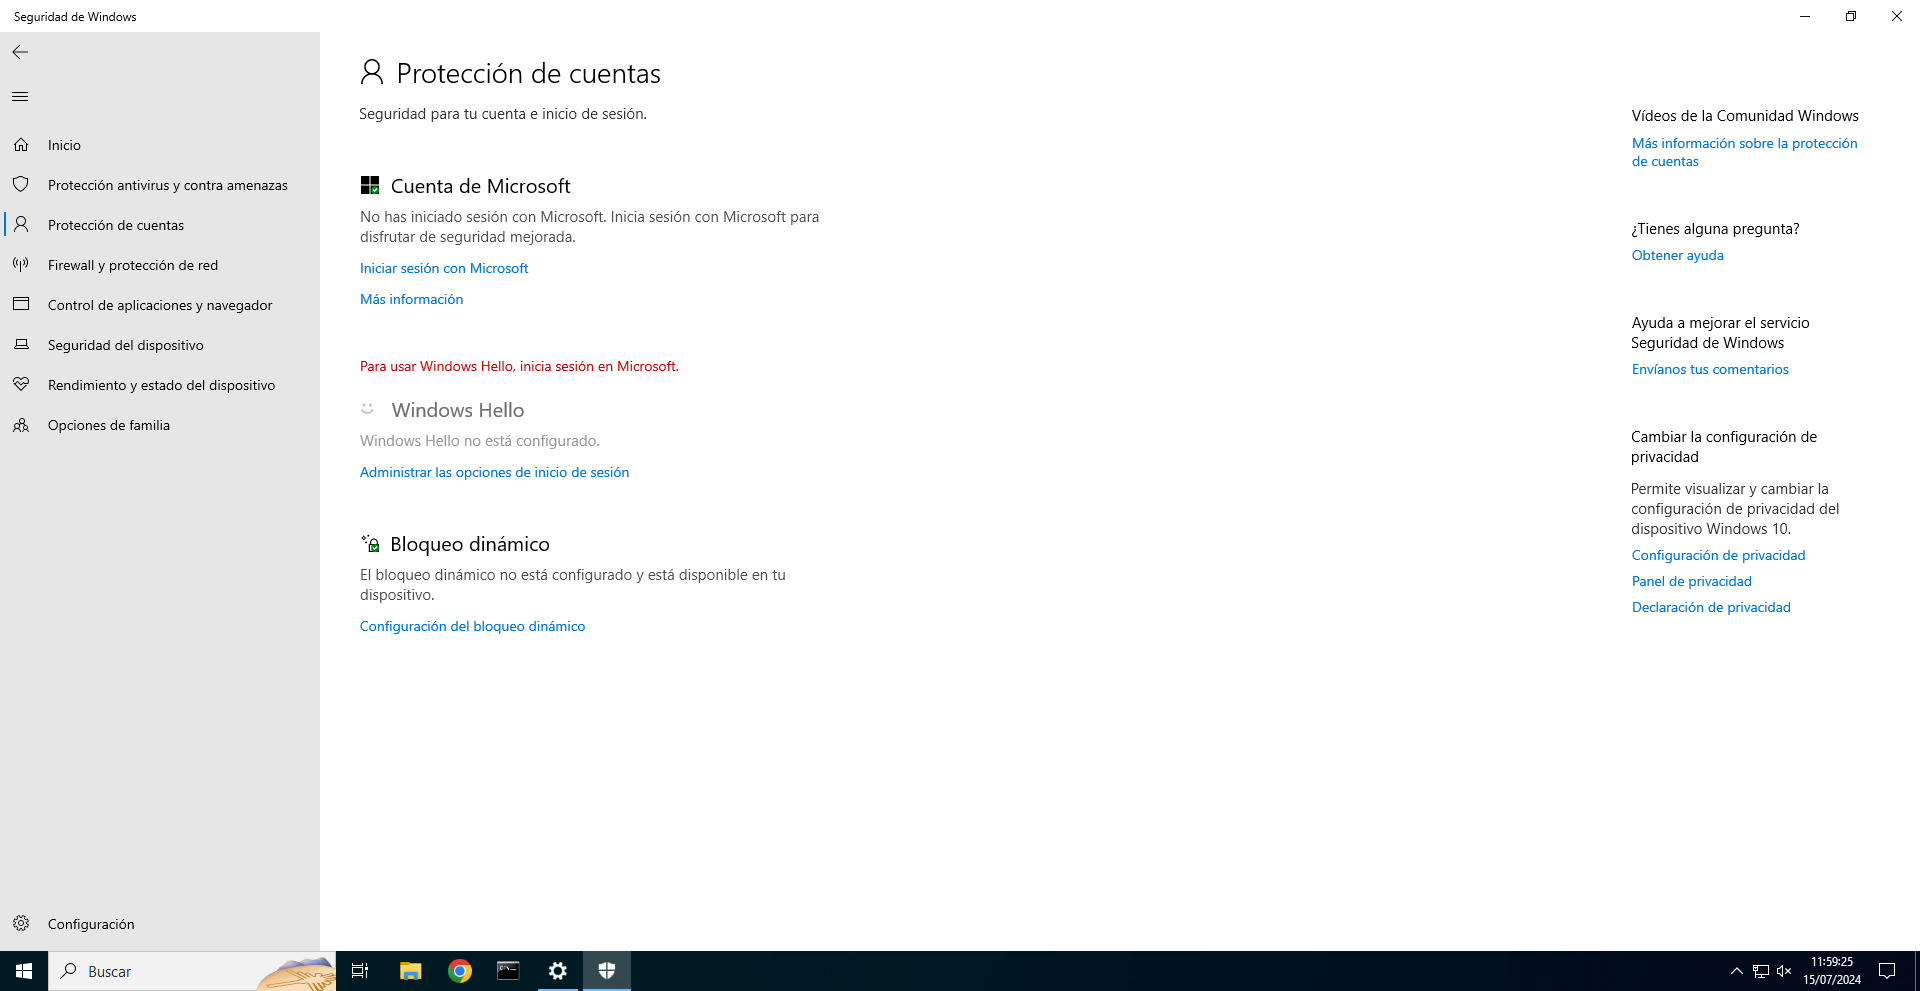 Seguridad de Windows
Inicio
Protección antivirus y contra amenazas
Protección de cuentas
Firewall y protección de red
Control de aplicaciones y navegador
Seguridad del dispositivo
Rendimiento y estado del dispositivo
Opciones de familia
Configuración
Protección de cuentas
Seguridad para tu cuenta e inicio de sesión.
Cuenta de Microsoft
No has iniciado sesión con Microsoft. Inicia sesión con Microsoft para
disfrutar de seguridad mejorada.
Iniciar sesión con Microsoft
Más información
Para usar Windows Hello, inicia sesión en Microsoft.
Windows Hello
Windows Hello no está configurado.
Administrar las opciones de inicio de sesión
Bloqueo dinámico
El bloqueo dinámico no está configurado y está disponible en tu
dispositivo.
Configuración del bloqueo dinámico
Vídeos de la Comunidad Windows
Más información sobre la protección
de cuentas
¿Tienes alguna pregunta?
Obtener ayuda
Ayuda a mejorar el servicio
Seguridad de Windows
Envíanos tus comentarios
Cambiar la configuración de
privacidad
Permite visualizar y cambiar la
configuración de privacidad del
dispositivo Windows 10.
Configuración de privacidad
Panel de privacidad
Declaración de privacidad
Buscar
11:59:25
15/07/2024